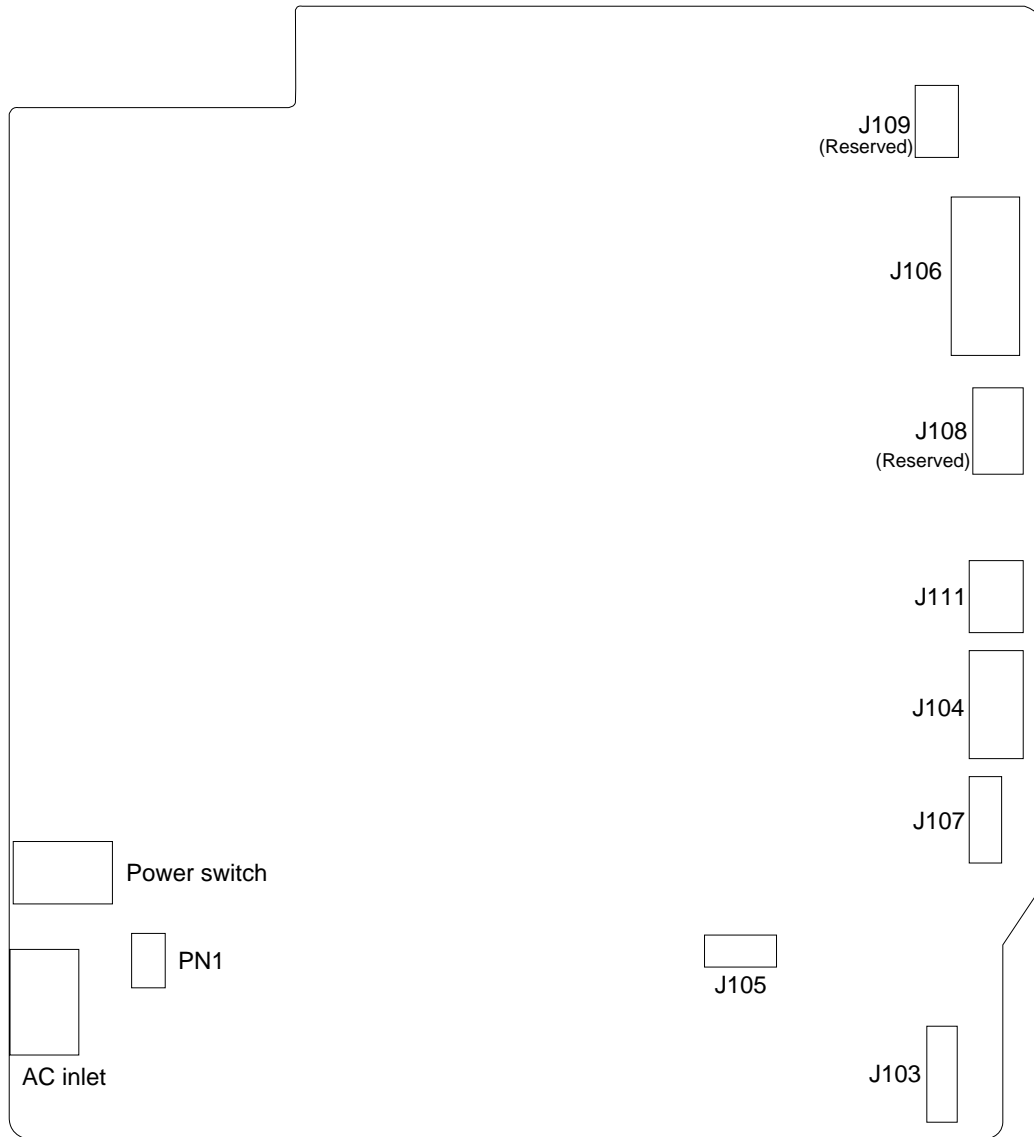 J109
(Reserved)
J106
J108
(Reserved)
J111
J104
J107
Power switch
PN1
J105
AC inlet
J103